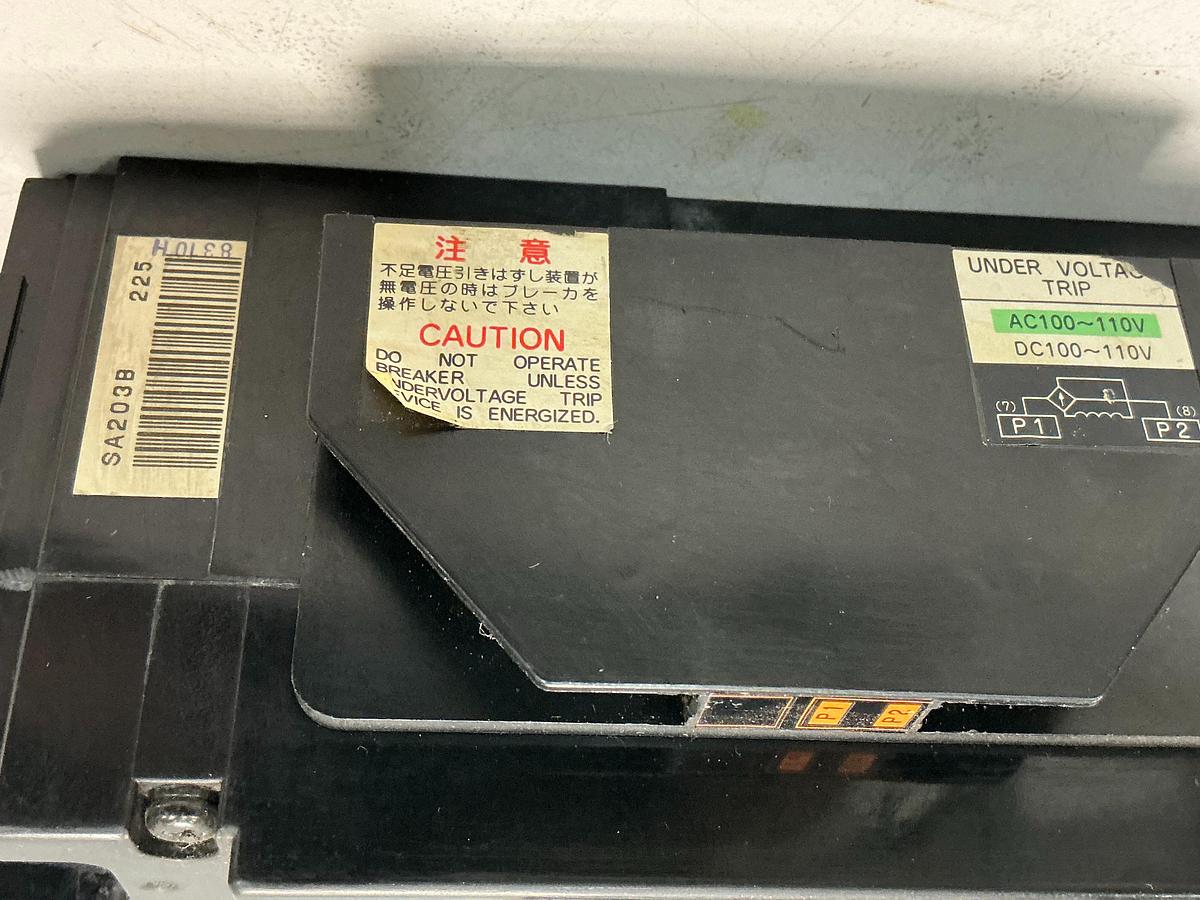 8310H
SA203B 225
注 意
不足電圧引きはずし装置が
無電圧の時はブレーカを
操作しないで下さい
CAUTION
DO NOT OPERATE
BREAKER UNLESS
NDERVOLTAGE TRIP
EVICE IS ENERGIZED.
UNDER VOLTAG
TRIP
AC100～110V
DC100～110V
(7) (8)
P1 P2
P1 P2